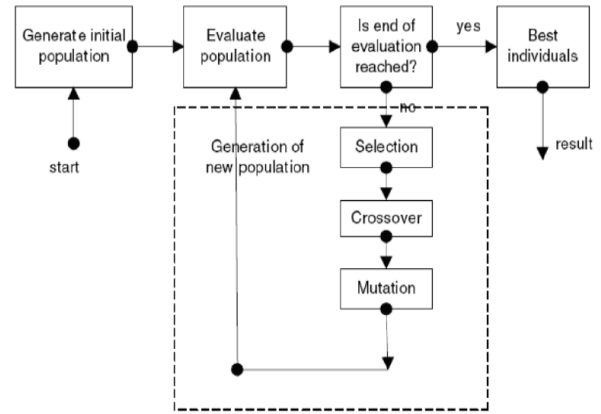 Generate initial
population
Evaluate
population
Is end of
evaluation
reached?
yes
Best
individuals
no
start
Generation of
new population
Selection
result
Crossover
Mutation